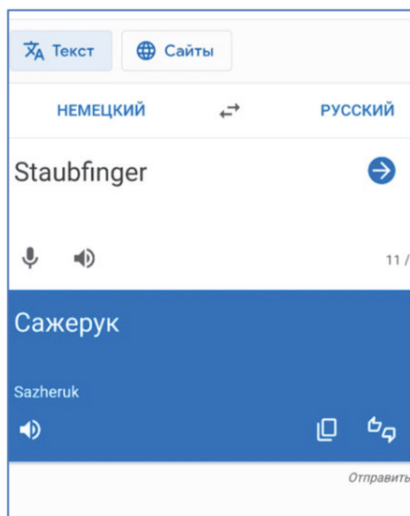 Текст Сайты
НЕМЕЦКИЙ РУССКИЙ
Staubfinger
11 /
Сажерук
Sazheruk
Отправить